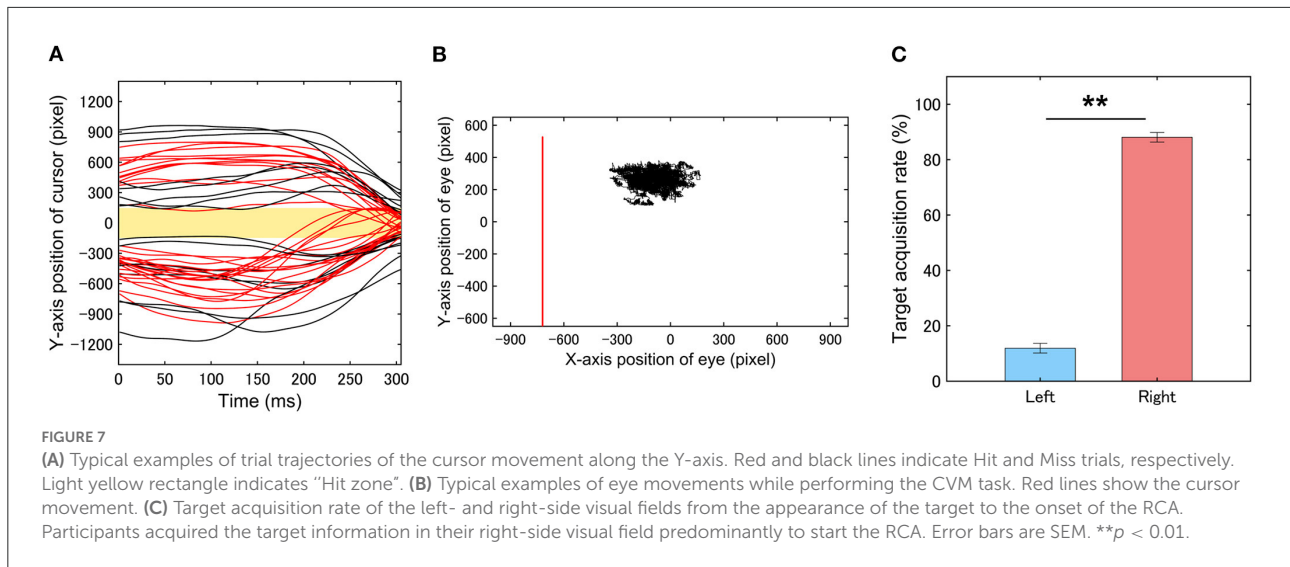 A
Y-axis position of cursor (pixel)
1200
900
600
300
0
−300
−600
−900
−1200
0 50 100 150 200 250 300
Time (ms)
B
Y-axis position of eye (pixel)
600
400
200
0
−200
−400
−600
−900 −600 −300 0 300 600 900
X-axis position of eye (pixel)
C
Target acquisition rate (%)
100
80
60
40
20
0
**
Left Right
FIGURE 7
(A) Typical examples of trial trajectories of the cursor movement along the Y-axis. Red and black lines indicate Hit and Miss trials, respectively.
Light yellow rectangle indicates "Hit zone". (B) Typical examples of eye movements while performing the CVM task. Red lines show the cursor
movement. (C) Target acquisition rate of the left- and right-side visual fields from the appearance of the target to the onset of the RCA.
Participants acquired the target information in their right-side visual field predominantly to start the RCA. Error bars are SEM. **p < 0.01.